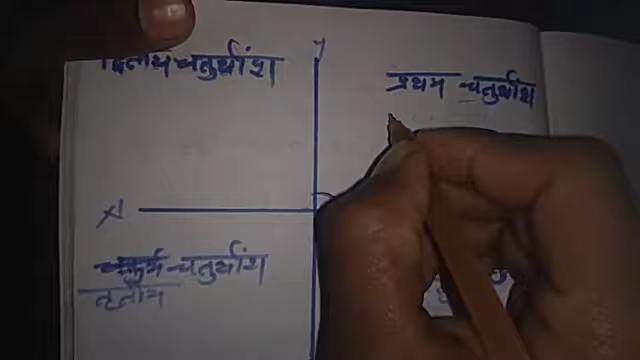 द्वितीय चतुर्थांश
y
प्रथम चतुर्थांश
X'
चतुर्थांश
तृतीय